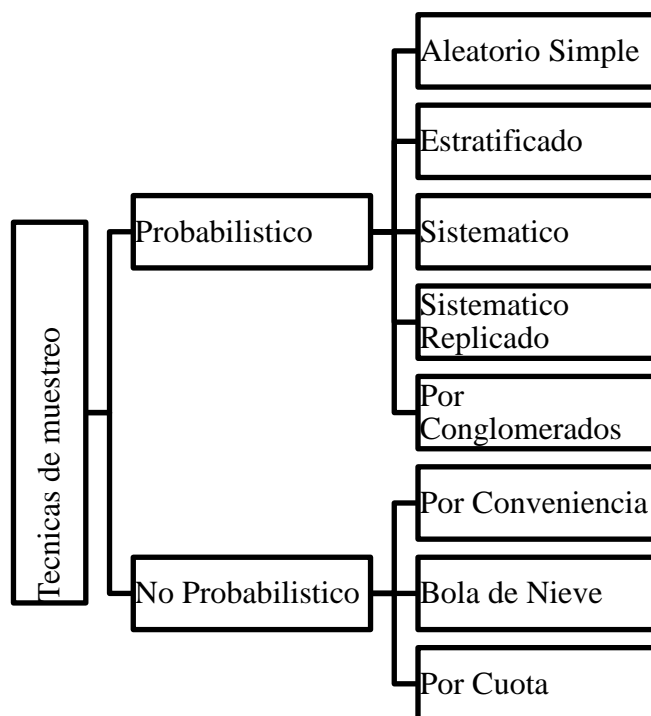 Tecnicas de muestreo
Probabilistico
Aleatorio Simple
Estratificado
Sistematico
Sistematico
Replicado
Por
Conglomerados
No Probabilistico
Por Conveniencia
Bola de Nieve
Por Cuota